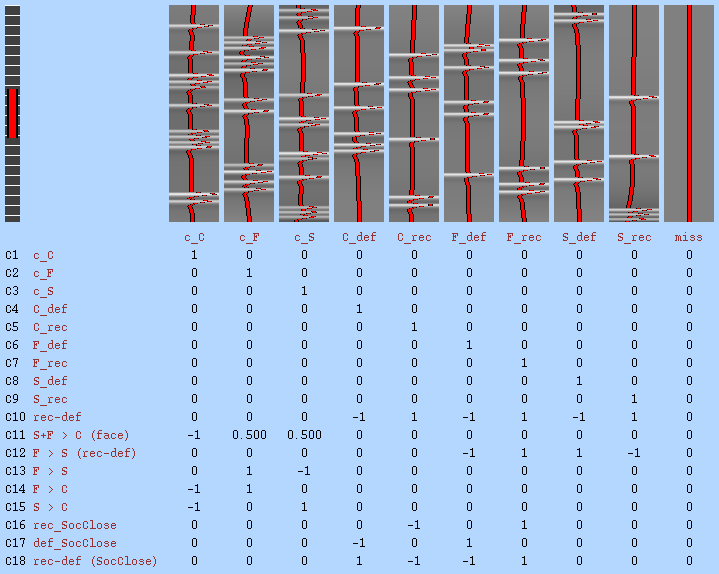 c_C c_F c_S C_def C_rec F_def F_rec S_def S_rec miss
C1 c_C 1 0 0 0 0 0 0 0 0 0
C2 c_F 0 1 0 0 0 0 0 0 0 0
C3 c_S 0 0 1 0 0 0 0 0 0 0
C4 C_def 0 0 0 1 0 0 0 0 0 0
C5 C_rec 0 0 0 0 1 0 0 0 0 0
C6 F_def 0 0 0 0 0 1 0 0 0 0
C7 F_rec 0 0 0 0 0 0 1 0 0 0
C8 S_def 0 0 0 0 0 0 0 1 0 0
C9 S_rec 0 0 0 0 0 0 0 0 1 0
C10 rec-def 0 0 0 -1 1 -1 1 -1 1 0
C11 S+F > C (face) -1 0.500 0.500 0 0 0 0 0 0 0
C12 F > S (rec-def) 0 0 0 0 0 -1 1 1 -1 0
C13 F > S 0 1 -1 0 0 0 0 0 0 0
C14 F > C -1 1 0 0 0 0 0 0 0 0
C15 S > C -1 0 1 0 0 0 0 0 0 0
C16 rec_SocClose 0 0 0 0 -1 0 1 0 0 0
C17 def_SocClose 0 0 0 -1 0 1 0 0 0 0
C18 rec-def (SocClose) 0 0 0 1 -1 -1 1 0 0 0